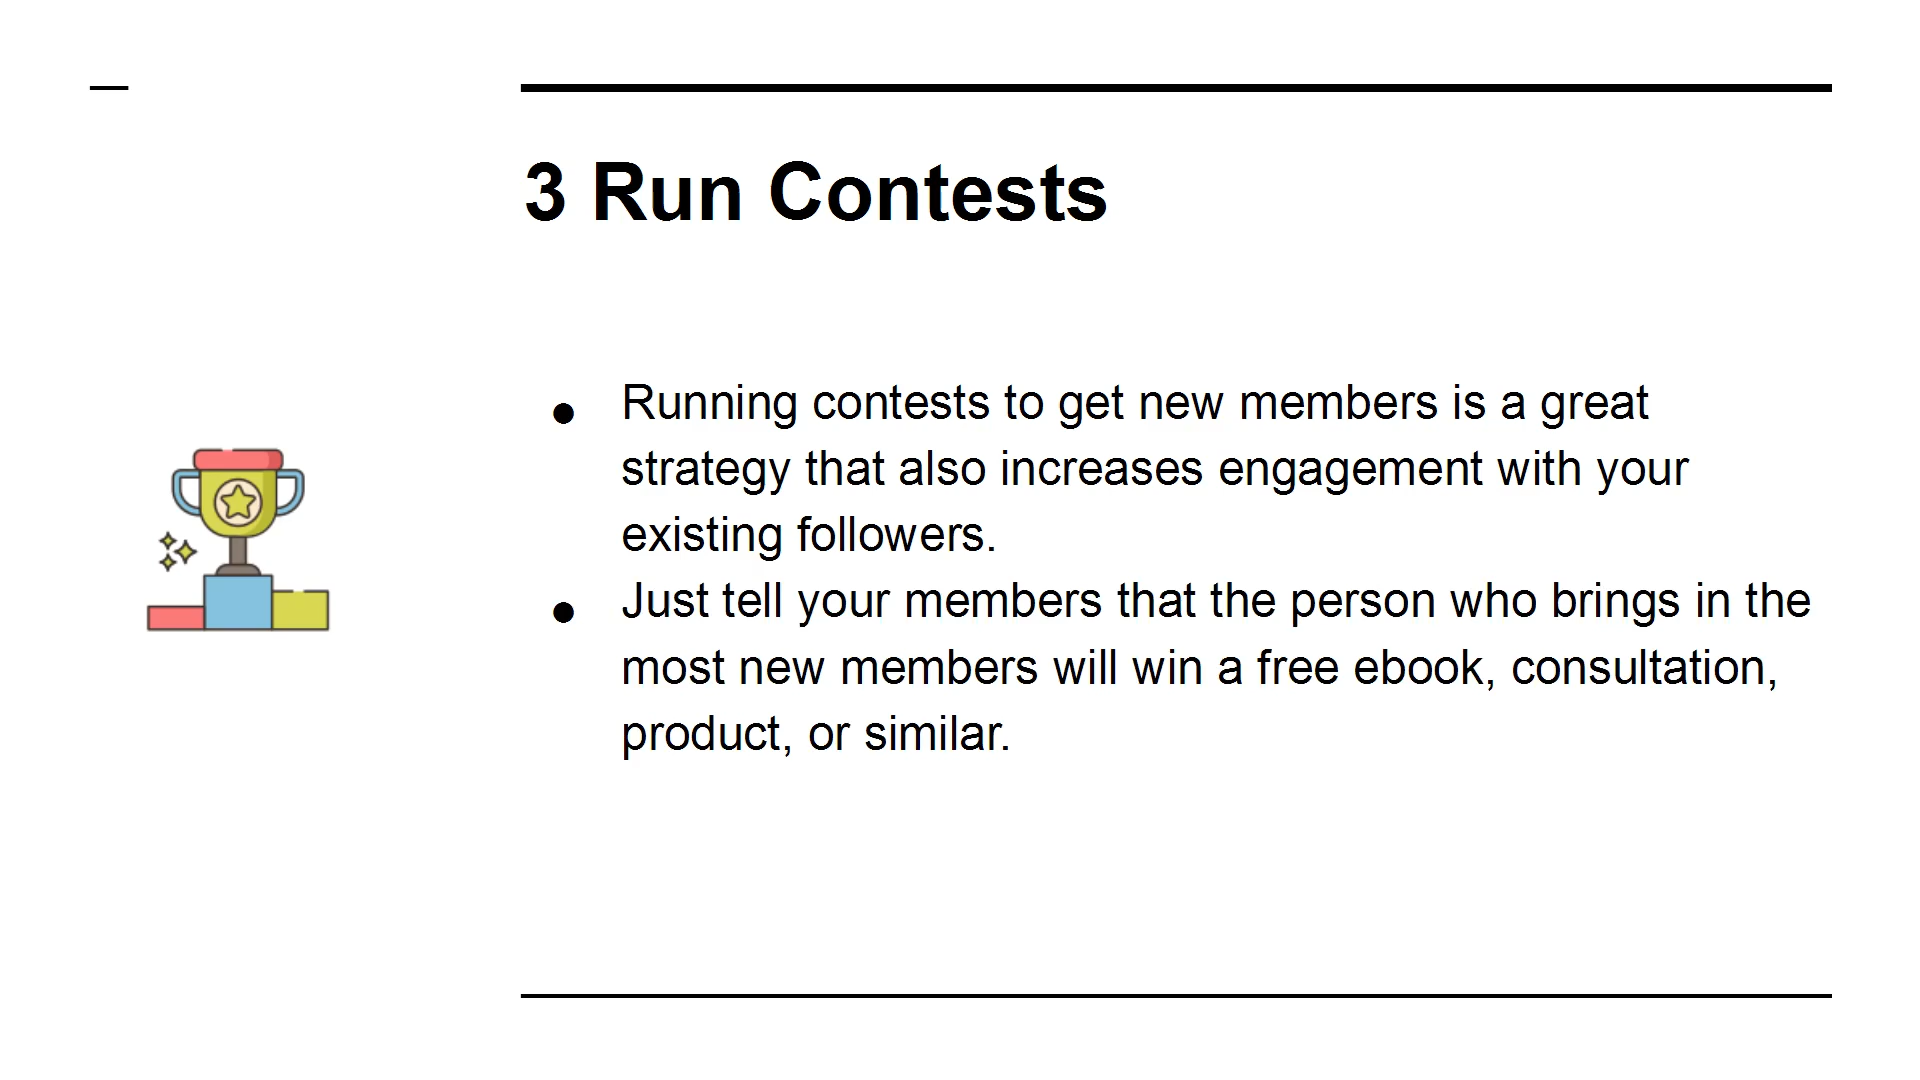 3 Run Contests
● Running contests to get new members is a great
strategy that also increases engagement with your
existing followers.
● Just tell your members that the person who brings in the
most new members will win a free ebook, consultation,
product, or similar.